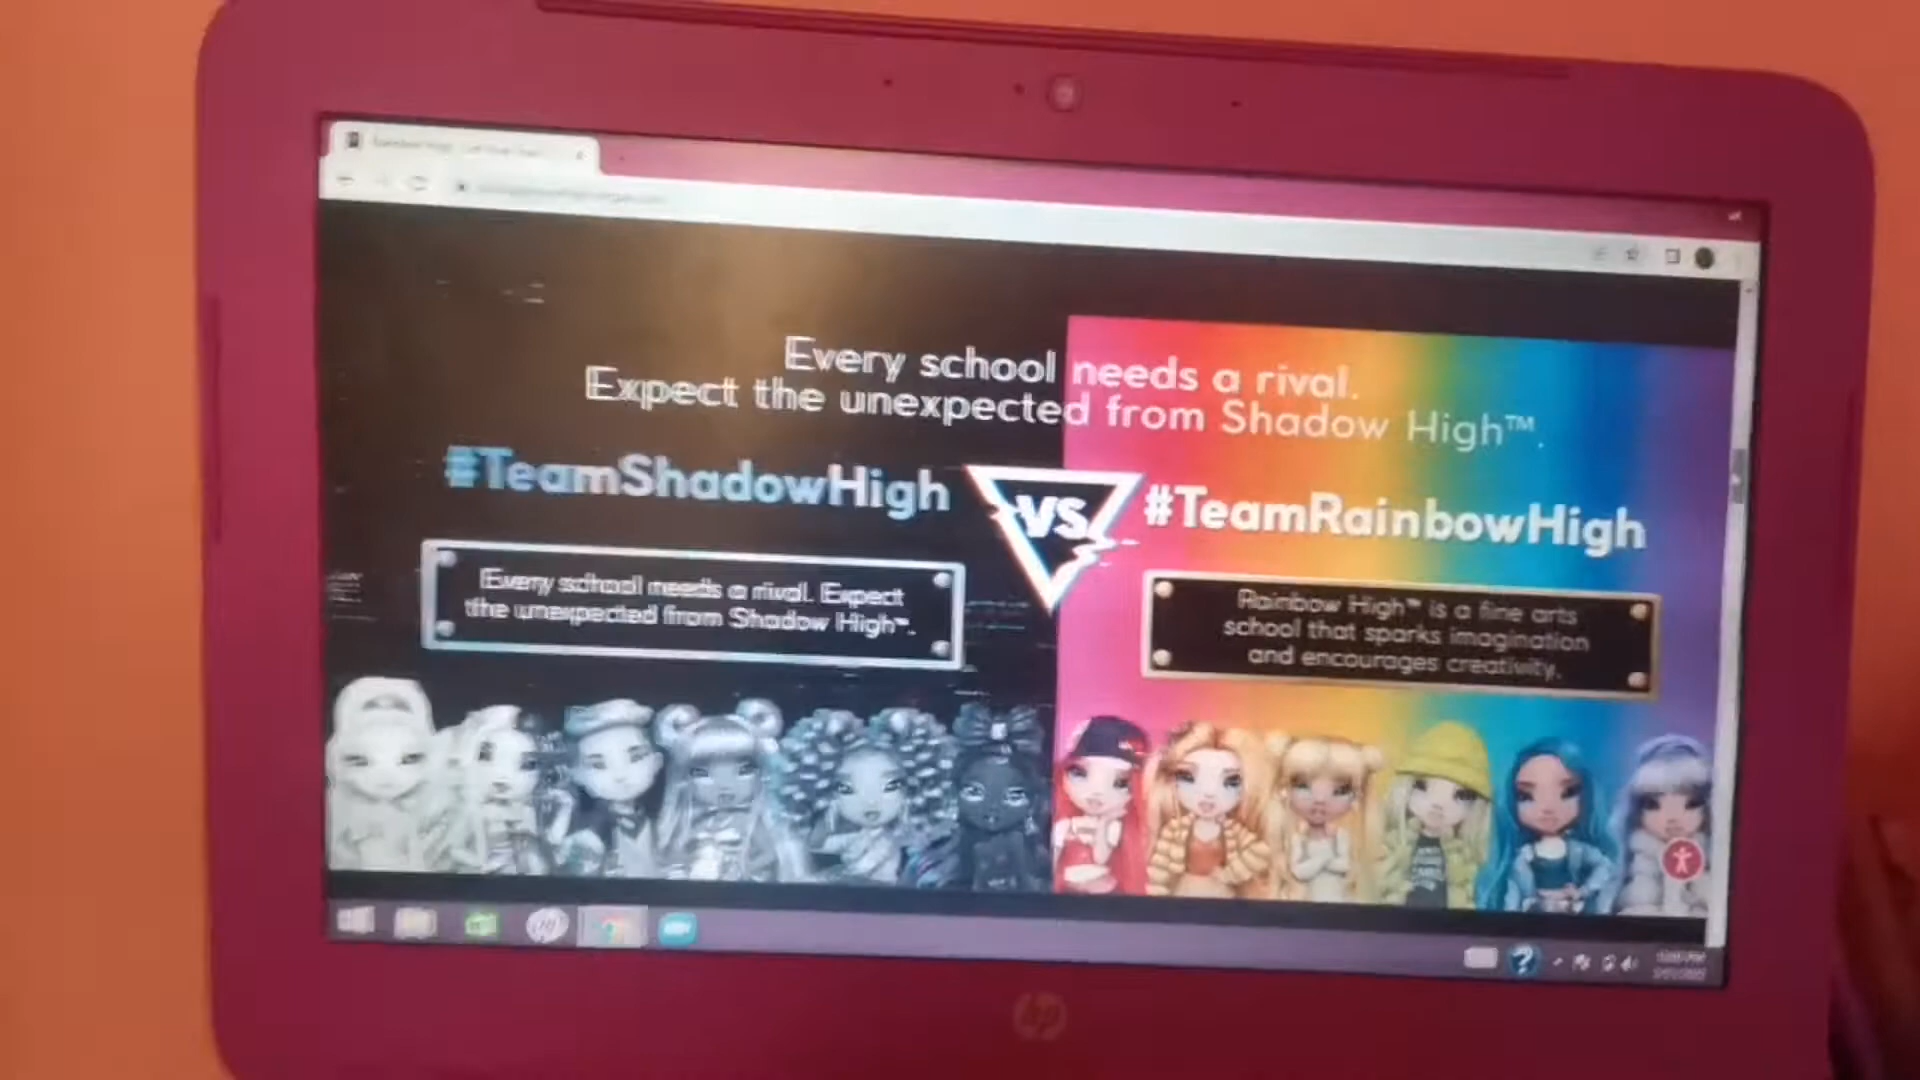 Every school needs a rival.
Expect the unexpected from Shadow High™.
#TeamShadowHigh
VS
#TeamRainbowHigh
Every school needs a rival. Expect
the unexpected from Shadow High™.
Rainbow High™ is a fine arts
school that sparks imagination
and encourages creativity.
hp